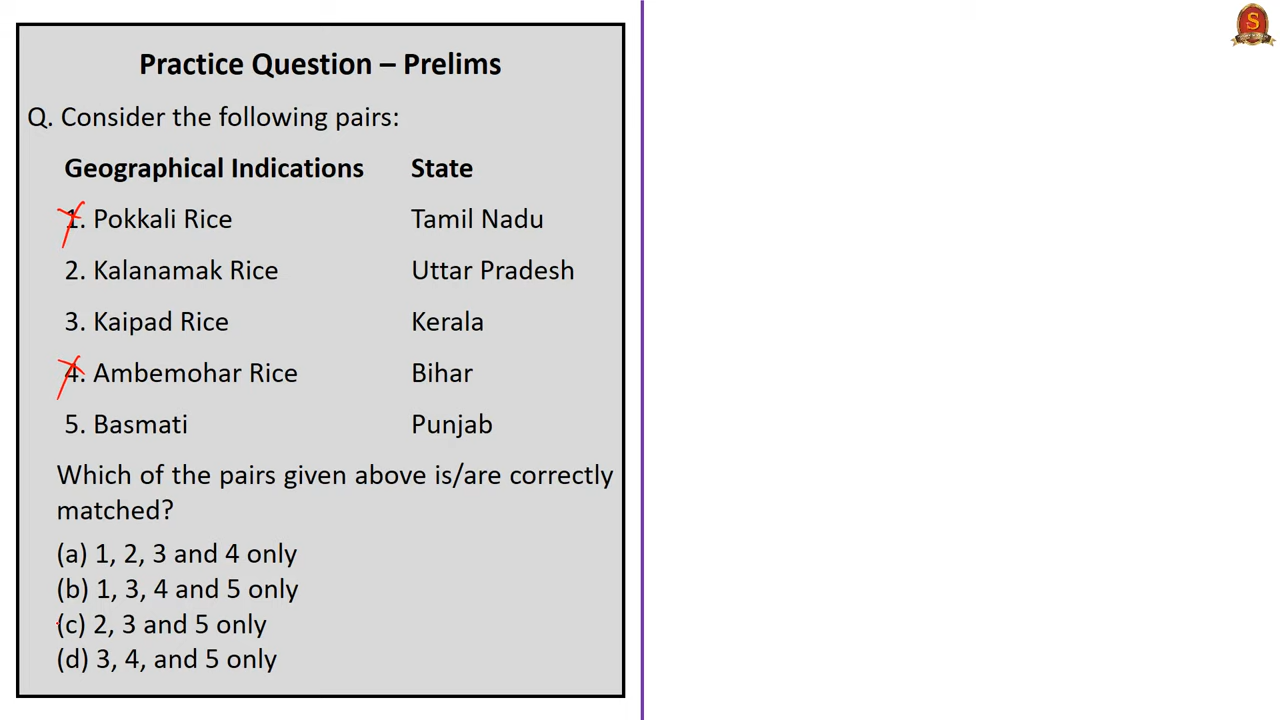 S
Practice Question – Prelims
Q. Consider the following pairs:
Geographical Indications State
1. Pokkali Rice Tamil Nadu
2. Kalanamak Rice Uttar Pradesh
3. Kaipad Rice Kerala
4. Ambemohar Rice Bihar
5. Basmati Punjab
Which of the pairs given above is/are correctly
matched?
(a) 1, 2, 3 and 4 only
(b) 1, 3, 4 and 5 only
(c) 2, 3 and 5 only
(d) 3, 4, and 5 only